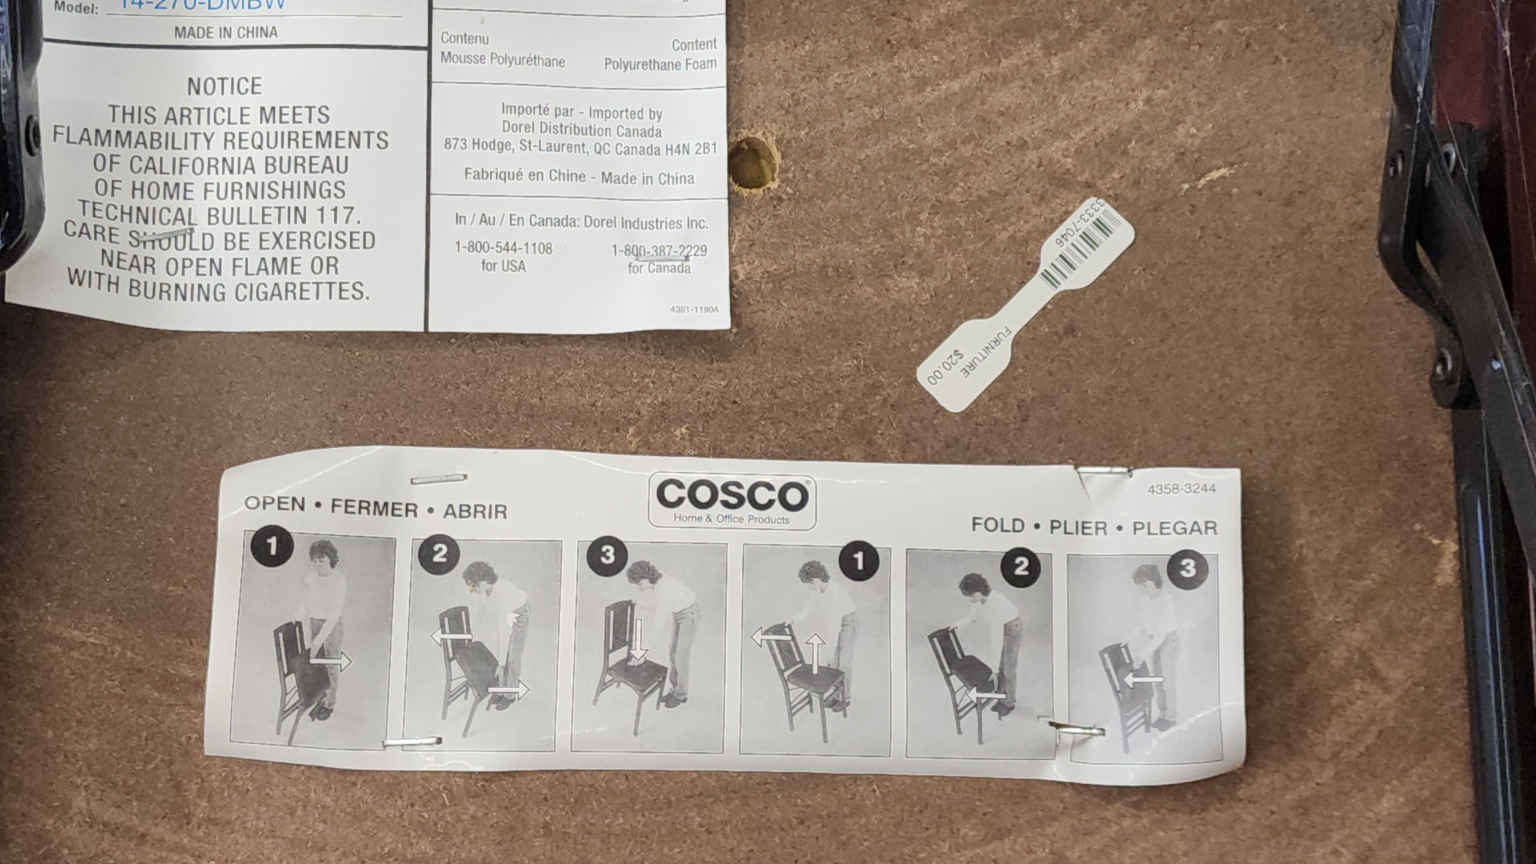 Model: 14-270-DMBW
MADE IN CHINA
NOTICE
THIS ARTICLE MEETS
FLAMMABILITY REQUIREMENTS
OF CALIFORNIA BUREAU
OF HOME FURNISHINGS
TECHNICAL BULLETIN 117.
CARE SHOULD BE EXERCISED
NEAR OPEN FLAME OR
WITH BURNING CIGARETTES.
Contenu Content
Mousse Polyuréthane Polyurethane Foam
Importé par - Imported by
Dorel Distribution Canada
873 Hodge, St-Laurent, QC Canada H4N 2B1
Fabriqué en Chine - Made in China
In / Au / En Canada: Dorel Industries Inc.
1-800-544-1108 1-800-387-2229
for USA for Canada
4361-1190A
3333-7046
FURNITURE
$20.00
COSCO®
Home & Office Products
4358-3244
OPEN • FERMER • ABRIR
FOLD • PLIER • PLEGAR
1 2 3 1 2 3